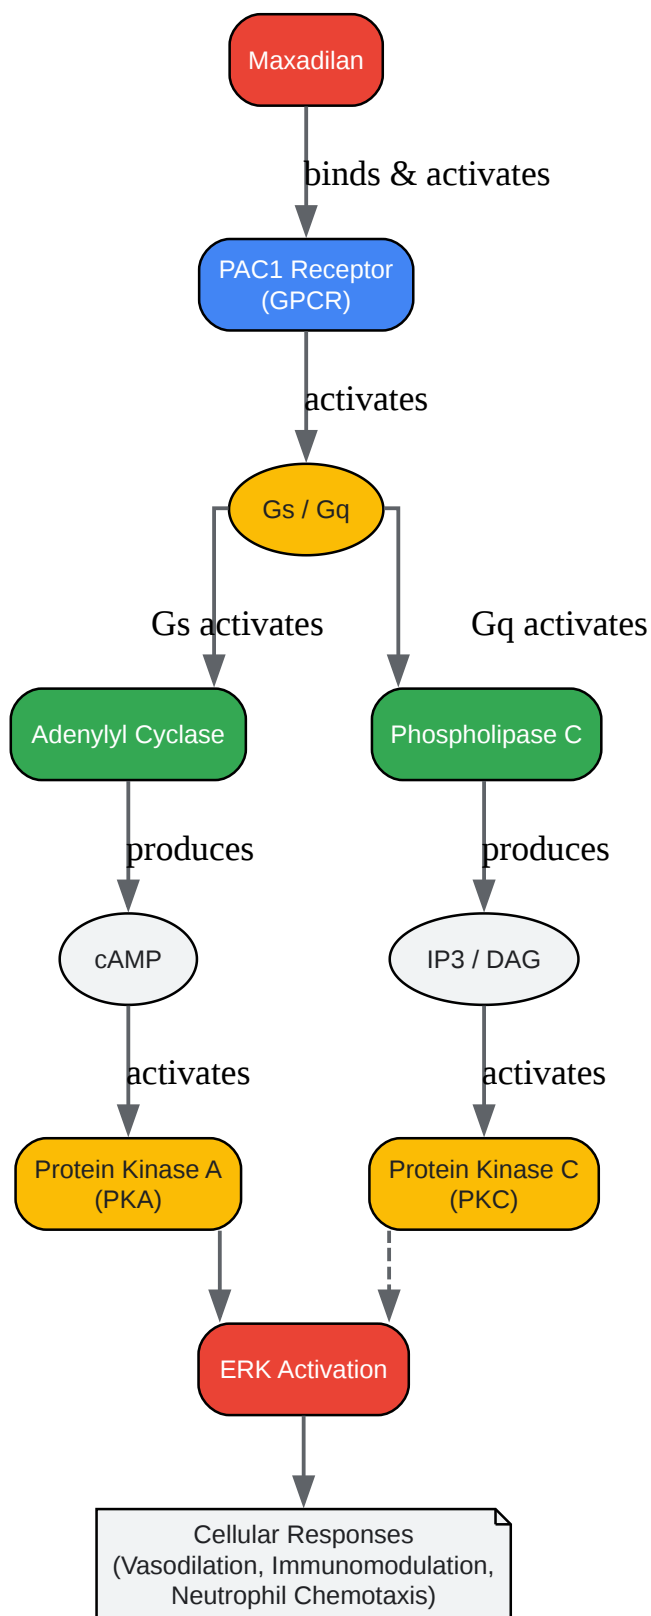 Maxadilan
binds & activates
PAC1 Receptor
(GPCR)
activates
Gs / Gq
Gs activates
Gq activates
Adenylyl Cyclase
Phospholipase C
produces
produces
cAMP
IP3 / DAG
activates
activates
Protein Kinase A
(PKA)
Protein Kinase C
(PKC)
ERK Activation
Cellular Responses
(Vasodilation, Immunomodulation,
Neutrophil Chemotaxis)